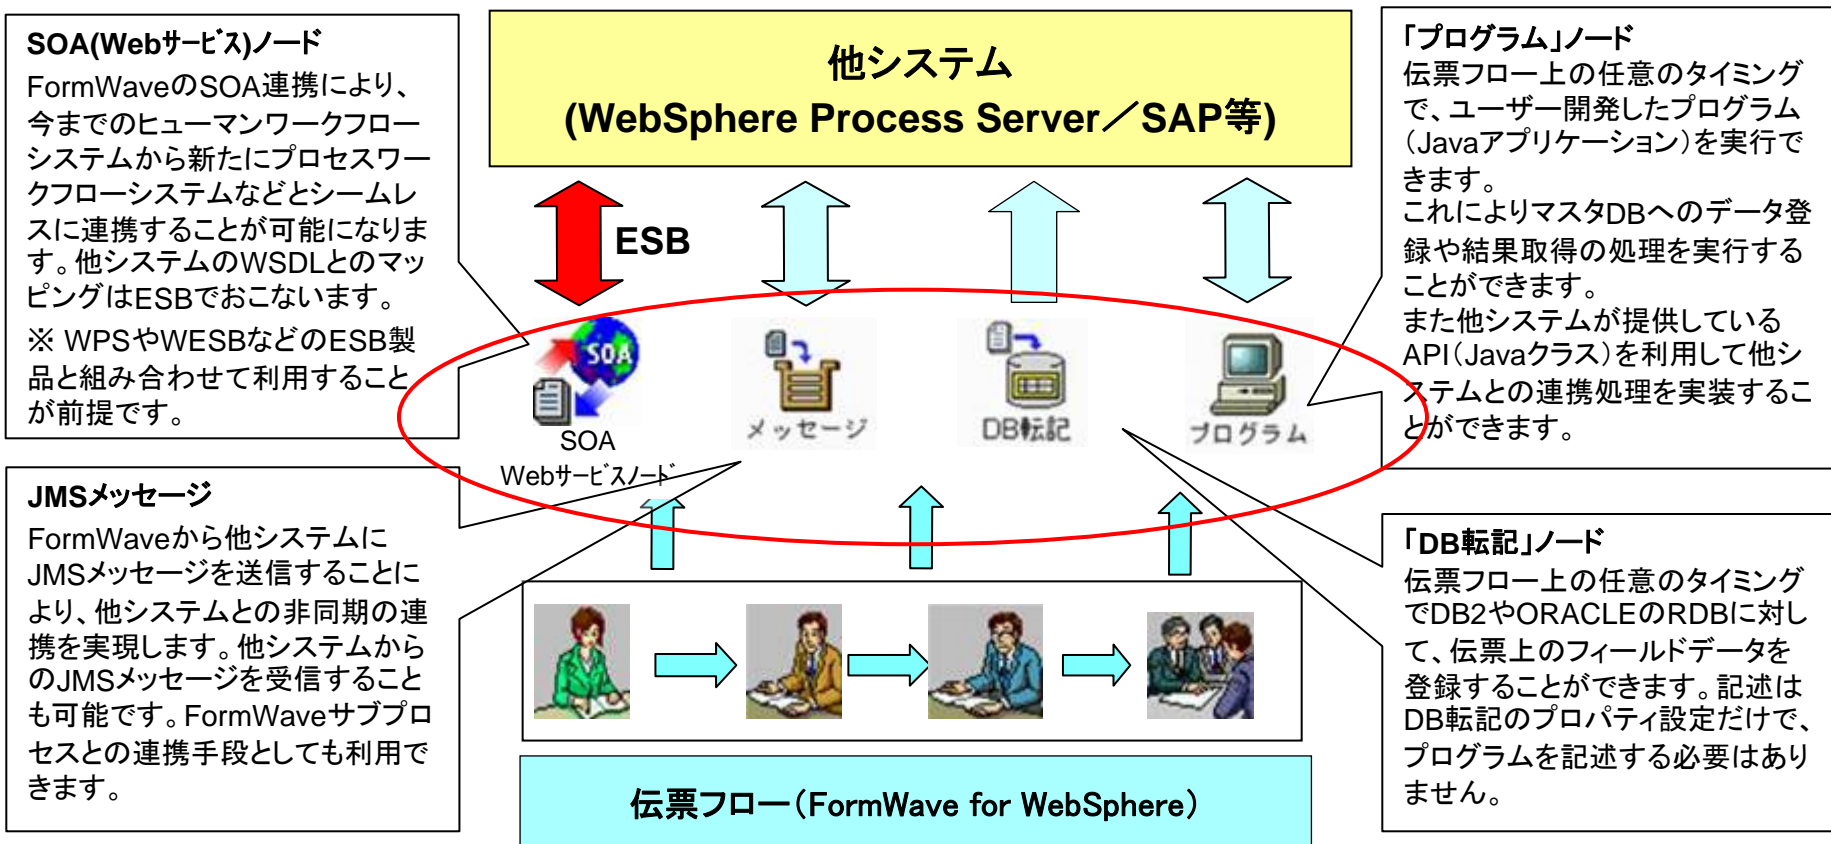 SOA(Webｻｰﾋﾞｽ)ノード
FormWaveのSOA連携により、
今までのヒューマンワークフロー
システムから新たにプロセスワー
クフローシステムなどとシームレ
スに連携することが可能になりま
す。他システムのWSDLとのマッ
ピングはESBでおこないます。
※ WPSやWESBなどのESB製
品と組み合わせて利用すること
が前提です。
JMSメッセージ
FormWaveから他システムに
JMSメッセージを送信することに
より、他システムとの非同期の連
携を実現します。他システムから
のJMSメッセージを受信すること
も可能です。FormWaveサブプロ
セスとの連携手段としても利用で
きます。
他システム
(WebSphere Process Server／SAP等)
ESB
SOA
SOA
Webｻｰﾋﾞｽﾉｰﾄﾞ
メッセージ
DB転記
プログラム
伝票フロー（FormWave for WebSphere）
「プログラム」ノード
伝票フロー上の任意のタイミング
で、ユーザー開発したプログラム
（Javaアプリケーション）を実行で
きます。
これによりマスタDBへのデータ登
録や結果取得の処理を実行する
ことができます。
また他システムが提供している
API（Javaクラス）を利用して他シ
ステムとの連携処理を実装するこ
とができます。
「DB転記」ノード
伝票フロー上の任意のタイミング
でDB2やORACLEのRDBに対し
て、伝票上のフィールドデータを
登録することができます。記述は
DB転記のプロパティ設定だけで、
プログラムを記述する必要はあり
ません。